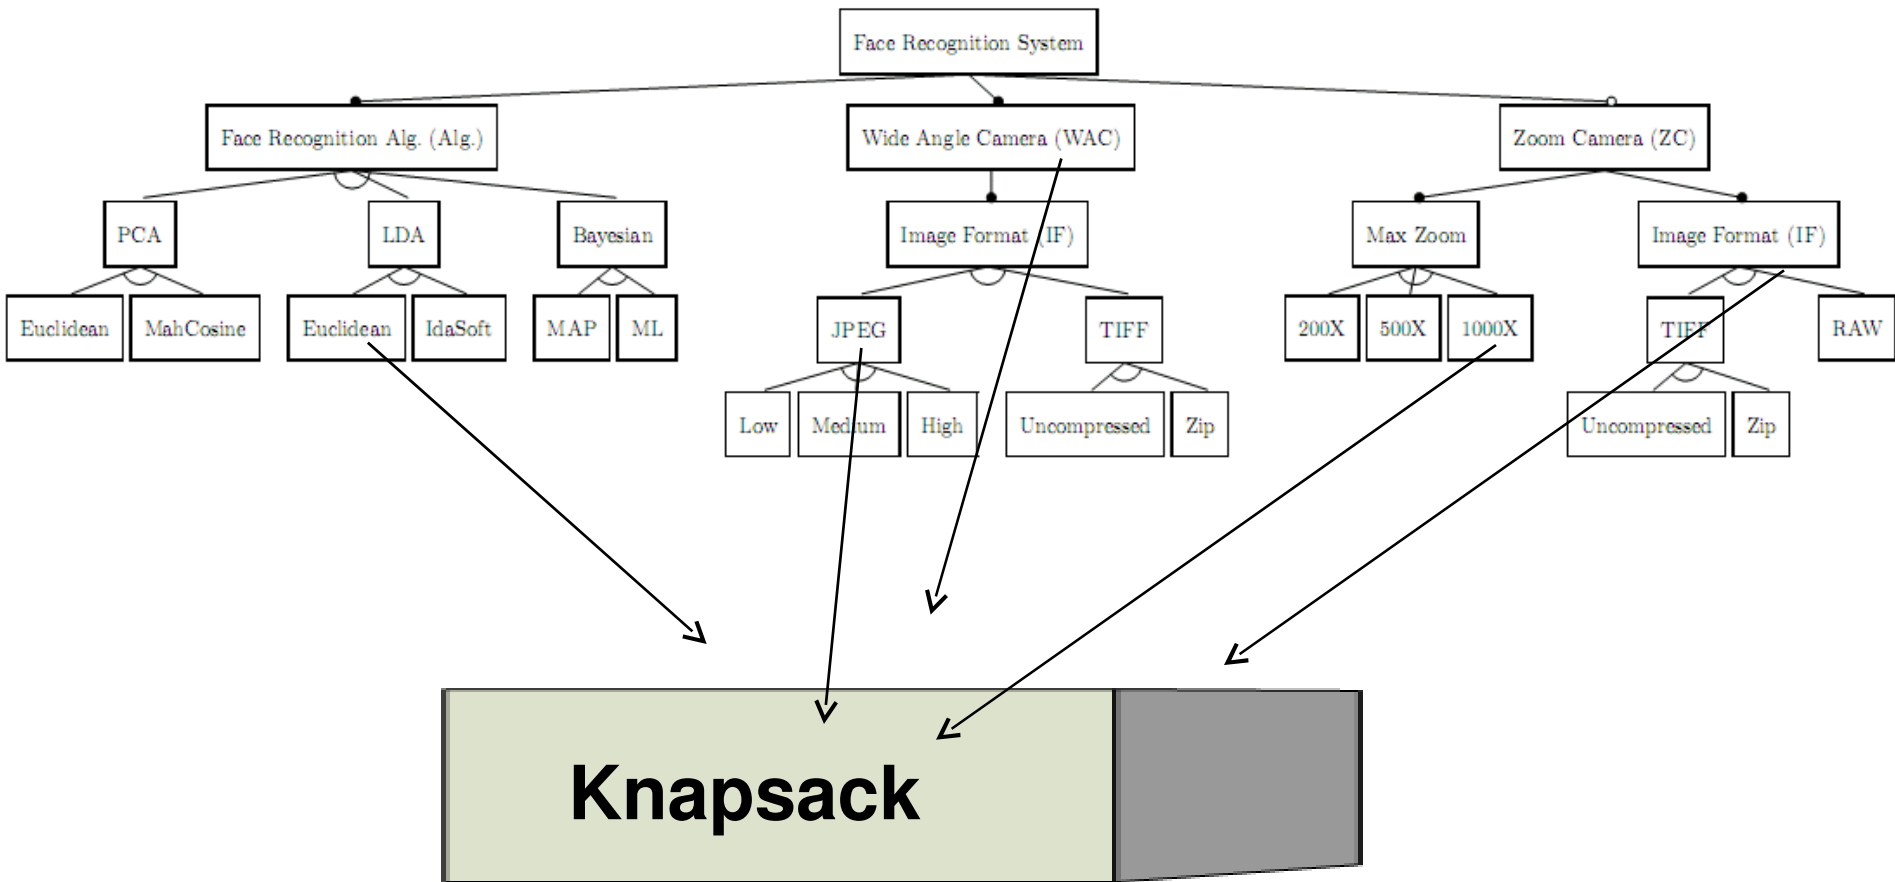 Face Recognition System
Face Recognition Alg. (Alg.)
Wide Angle Camera (WAC)
Zoom Camera (ZC)
PCA
LDA
Bayesian
Image Format (IF)
Max Zoom
Image Format (IF)
Euclidean
MahCosine
Euclidean
IdaSoft
MAP
ML
JPEG
TIFF
200X
500X
1000X
TIFF
RAW
Low
Medium
High
Uncompressed
Zip
Uncompressed
Zip
Knapsack